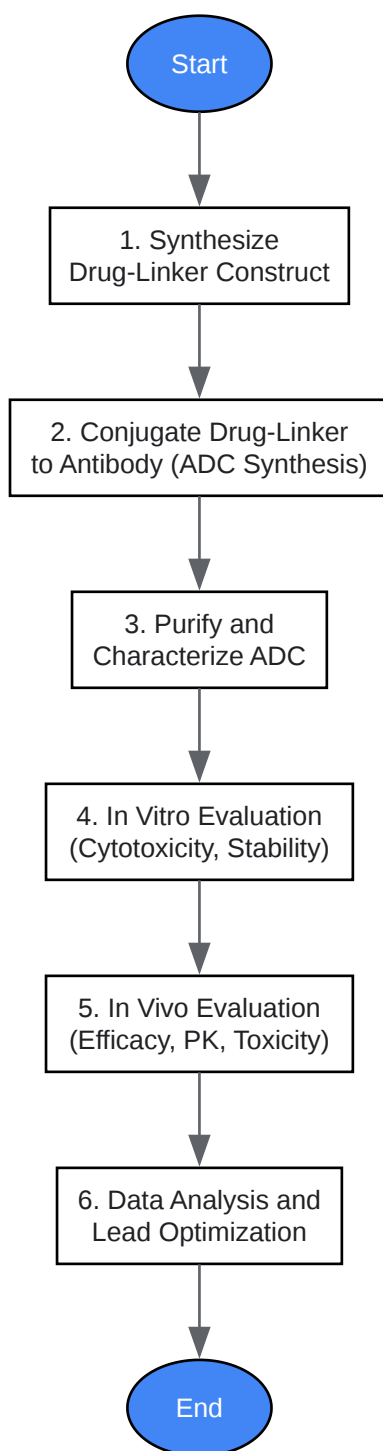 Start
1. Synthesize
Drug-Linker Construct
2. Conjugate Drug-Linker
to Antibody (ADC Synthesis)
3. Purify and
Characterize ADC
4. In Vitro Evaluation
(Cytotoxicity, Stability)
5. In Vivo Evaluation
(Efficacy, PK, Toxicity)
6. Data Analysis and
Lead Optimization
End